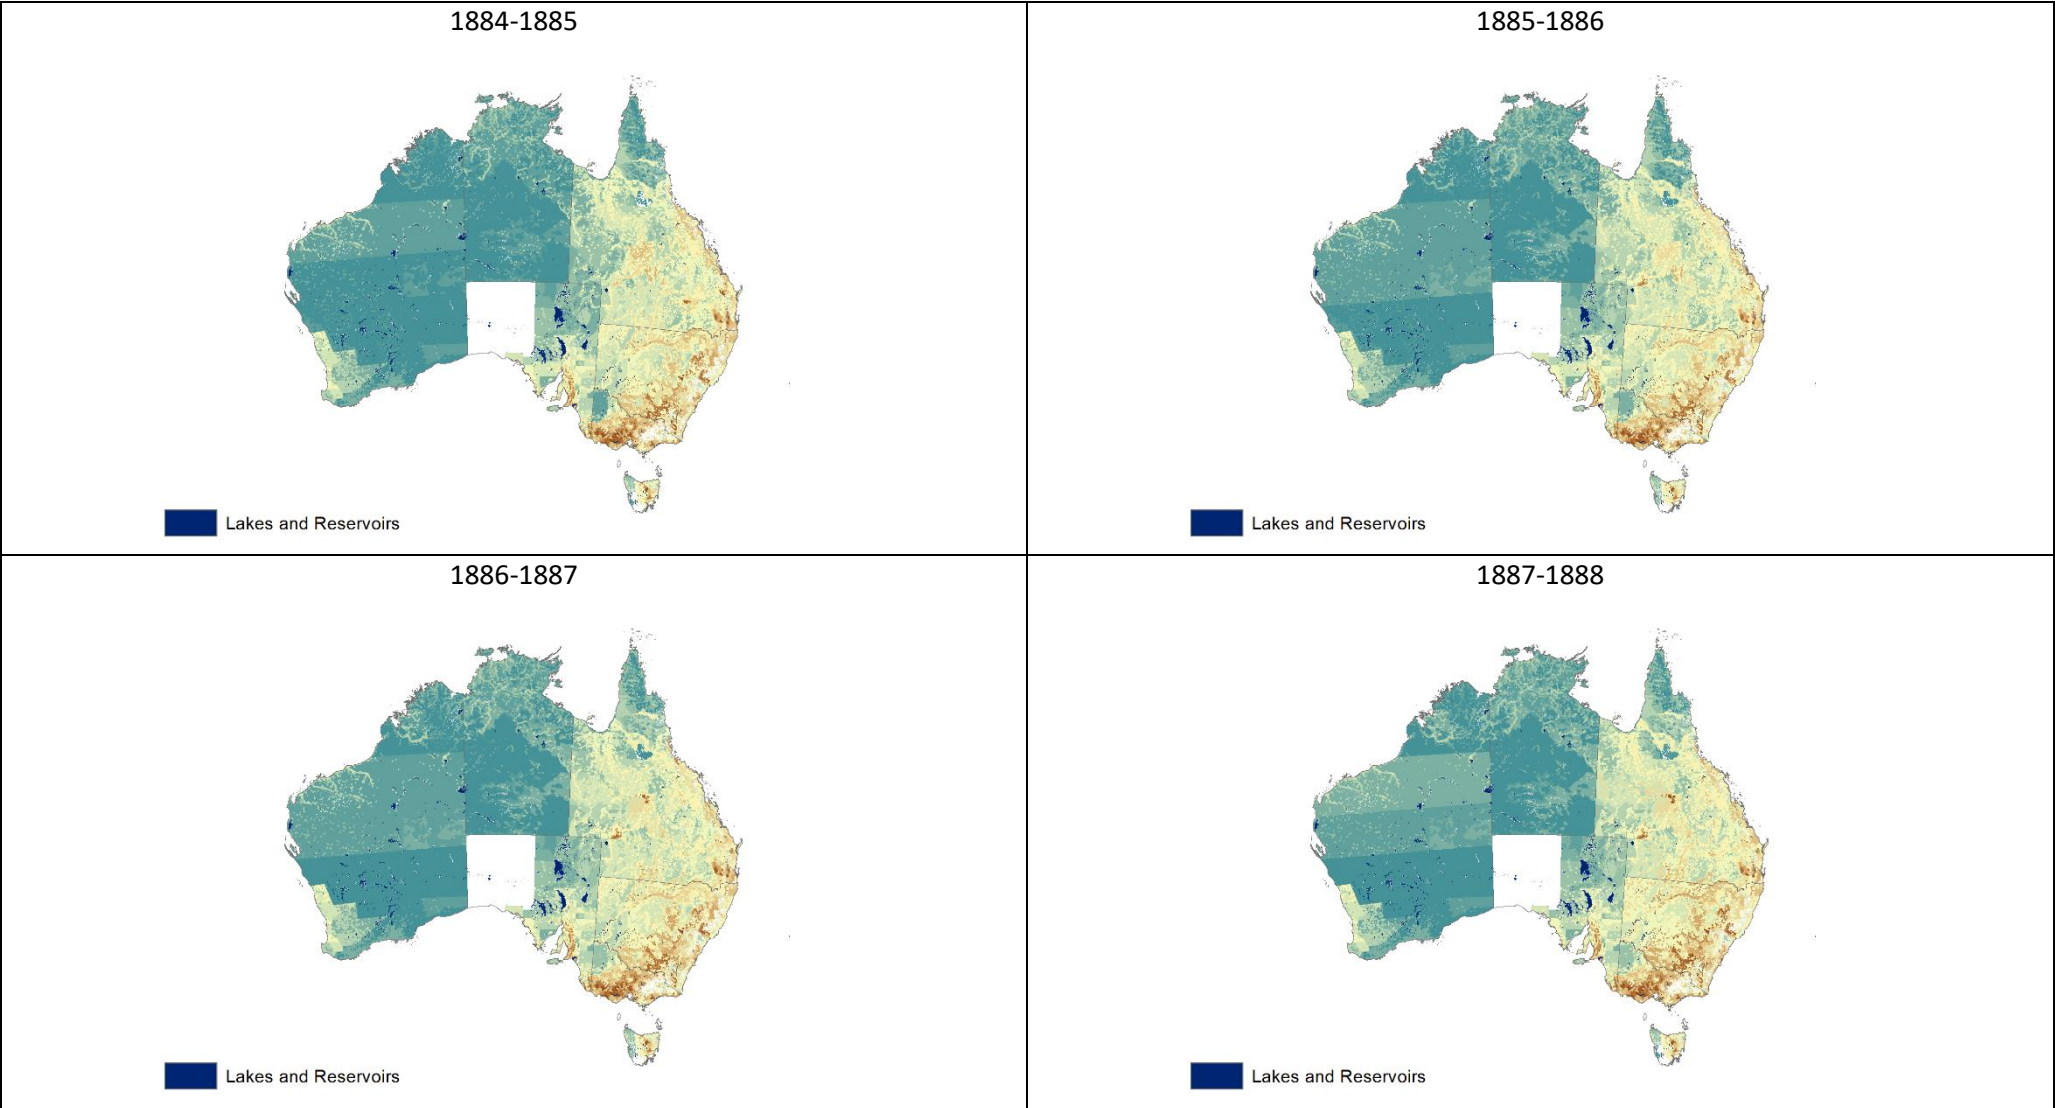 1884-1885
1885-1886
Lakes and Reservoirs
Lakes and Reservoirs
1886-1887
1887-1888
Lakes and Reservoirs
Lakes and Reservoirs